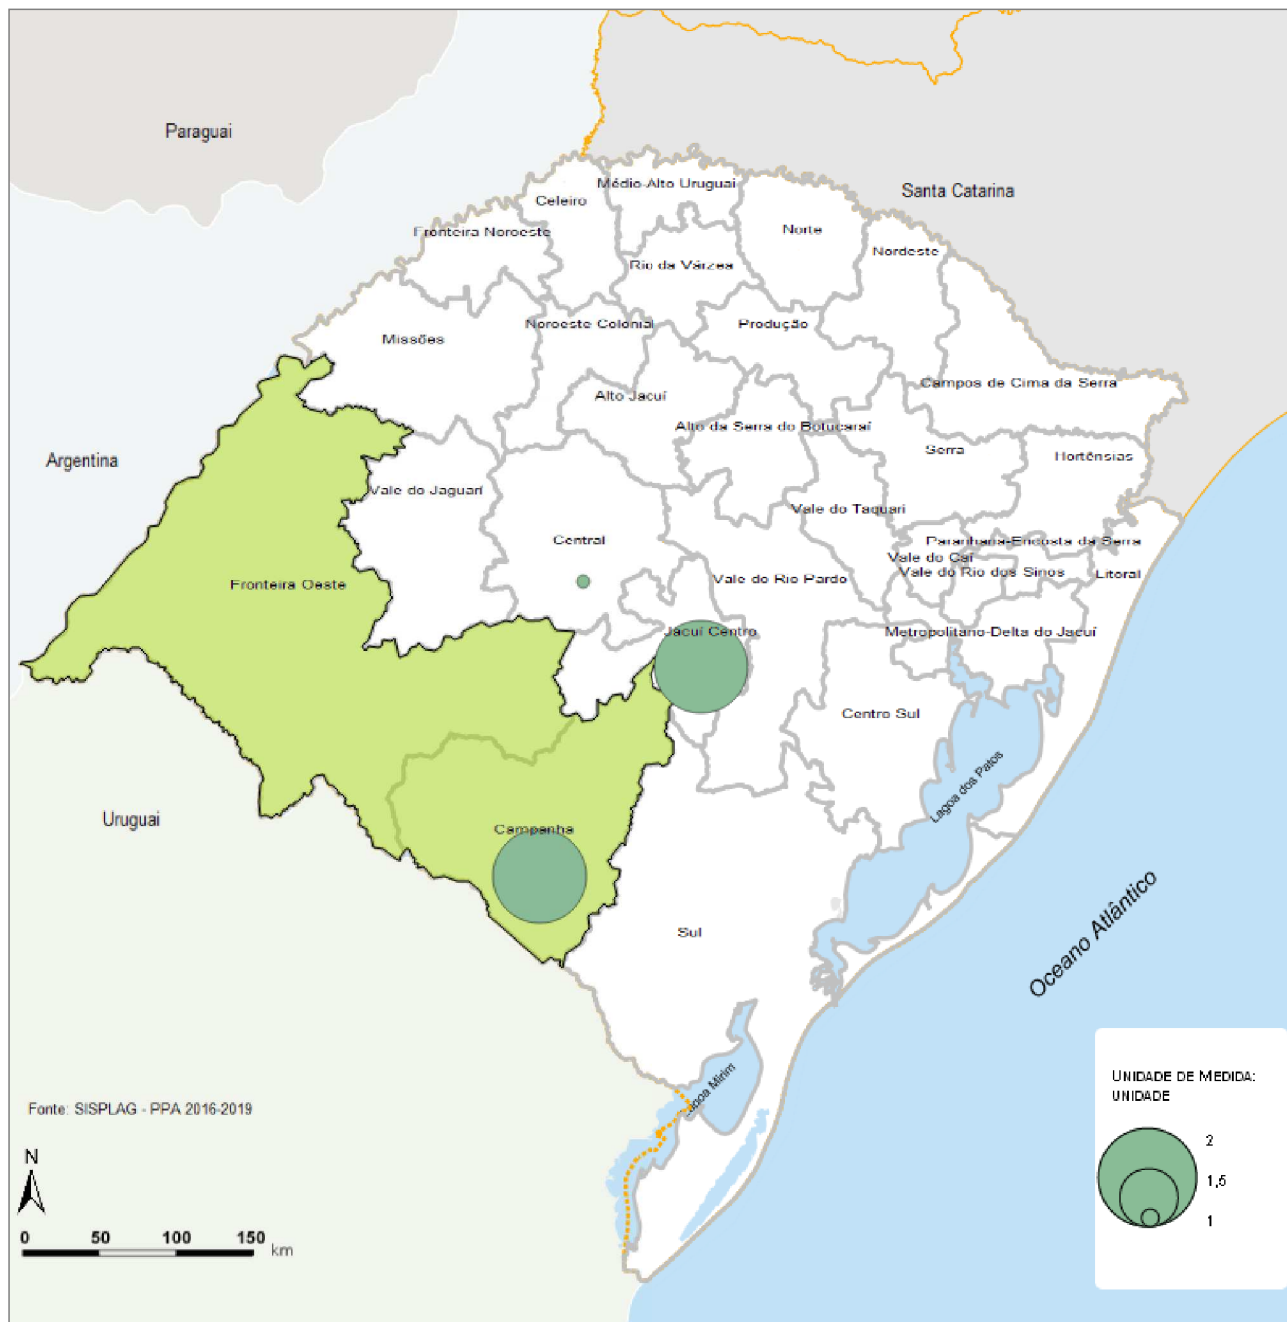 Paraguai
Santa Catarina
Médio-Alto Uruguai
Celeiro
Fronteira Noroeste
Norte
Nordeste
Rio da Várzea
Noroeste Colonial
Produção
Missões
Campos de Cima da Serra
Alto Jacuí
Alto da Serra do Botucaraí
Serra
Hortênsias
Argentina
Vale do Jaguarí
Vale do Taquari
Central
Paranhana-Encosta da Serra
Vale do Caí
Vale do Rio dos Sinos
Litoral
Fronteira Oeste
Vale do Rio Pardo
Jacuí Centro
Metropolitano-Delta do Jacuí
Centro Sul
Lagoa dos Patos
Uruguai
Campanha
Sul
Oceano Atlântico
Lagoa Mirim
UNIDADE DE MEDIDA:
UNIDADE
2
1,5
1
Fonte: SISPLAG - PPA 2016-2019
N
0 50 100 150 km